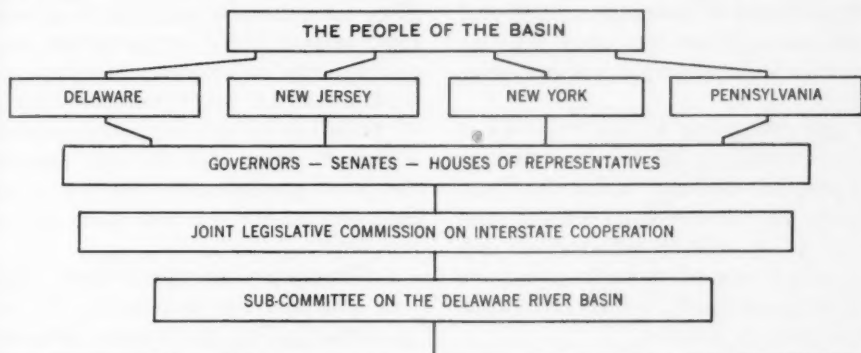 THE PEOPLE OF THE BASIN
DELAWARE NEW JERSEY NEW YORK PENNSYLVANIA
GOVERNORS — SENATES — HOUSES OF REPRESENTATIVES
JOINT LEGISLATIVE COMMISSION ON INTERSTATE COOPERATION
SUB-COMMITTEE ON THE DELAWARE RIVER BASIN